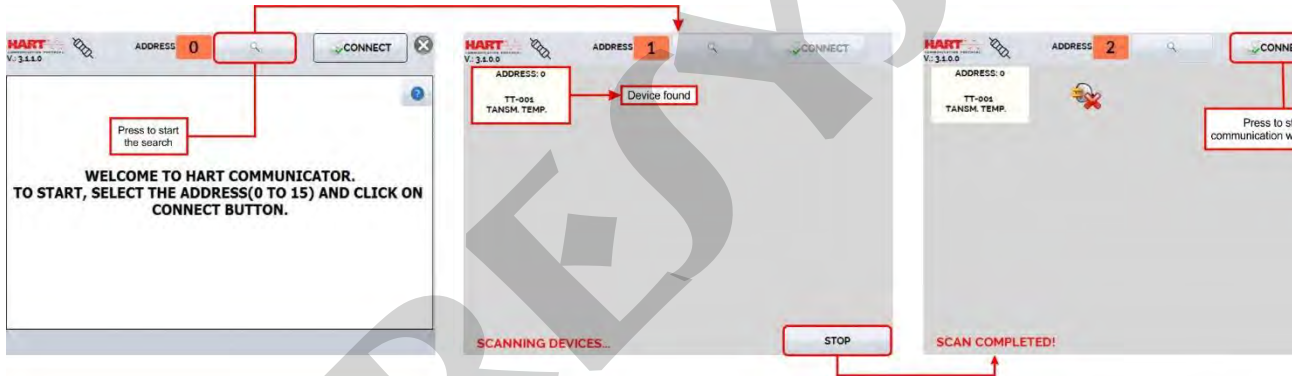 HART
V.: 3.1.1.0
ADDRESS 0
CONNECT
Press to start
the search
WELCOME TO HART COMMUNICATOR.
TO START, SELECT THE ADDRESS(0 TO 15) AND CLICK ON
CONNECT BUTTON.
HART
V.: 3.1.0.0
ADDRESS 1
CONNECT
ADDRESS: 0
TT-001
TANSM. TEMP.
Device found
SCANNING DEVICES...
STOP
HART
V.: 3.1.0.0
ADDRESS 2
ADDRESS: 0
TT-001
TANSM. TEMP.
Press to
communication
SCAN COMPLETED!